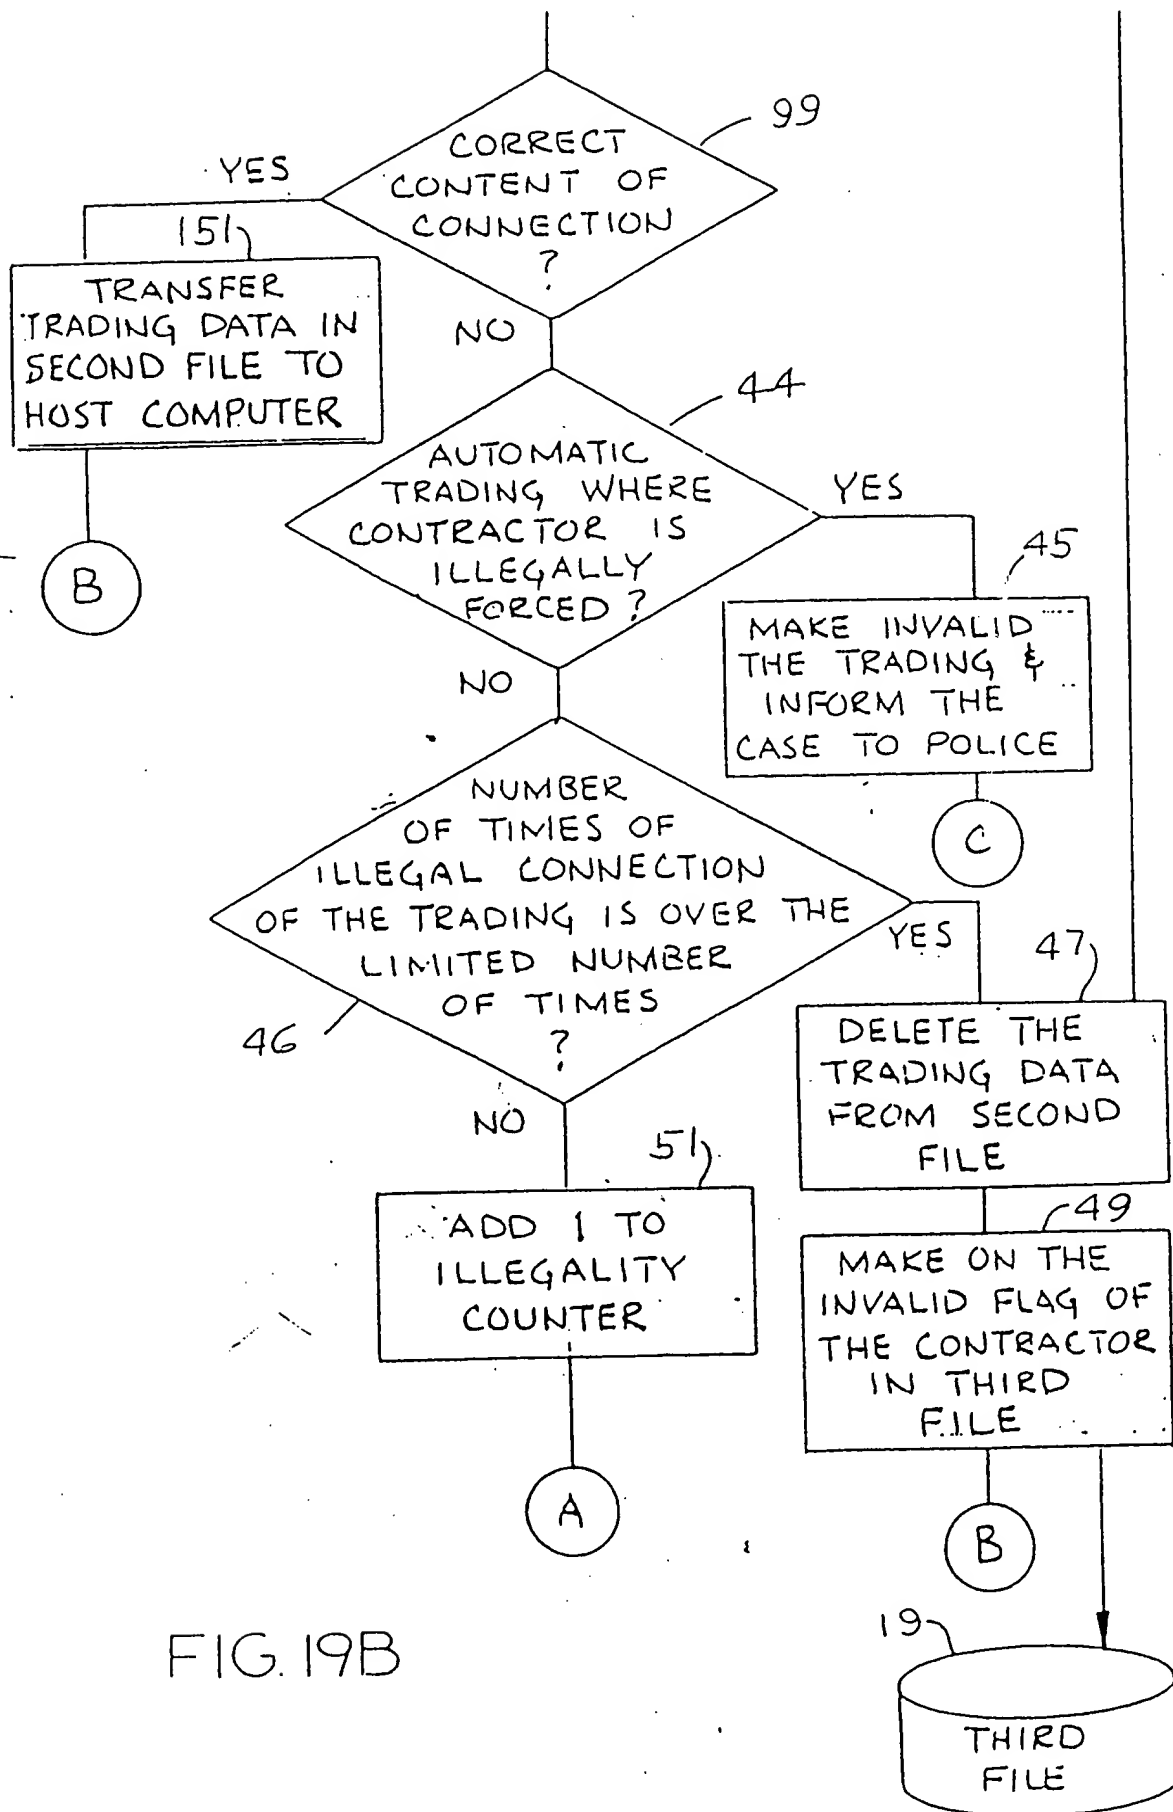 99
CORRECT
CONTENT OF
CONNECTION
?
YES
151
TRANSFER
TRADING DATA IN
SECOND FILE TO
HOST COMPUTER
B
NO
44
AUTOMATIC
TRADING WHERE
CONTRACTOR IS
ILLEGALLY
FORCED?
YES
45
MAKE INVALID
THE TRADING &
INFORM THE
CASE TO POLICE
C
NO
NUMBER
OF TIMES OF
ILLEGAL CONNECTION
OF THE TRADING IS OVER THE
LIMITED NUMBER
OF TIMES
?
46
YES
47
DELETE THE
TRADING DATA
FROM SECOND
FILE
49
MAKE ON THE
INVALID FLAG OF
THE CONTRACTOR
IN THIRD
FILE
B
NO
51
ADD 1 TO
ILLEGALITY
COUNTER
A
19
THIRD
FILE
FIG. 19B